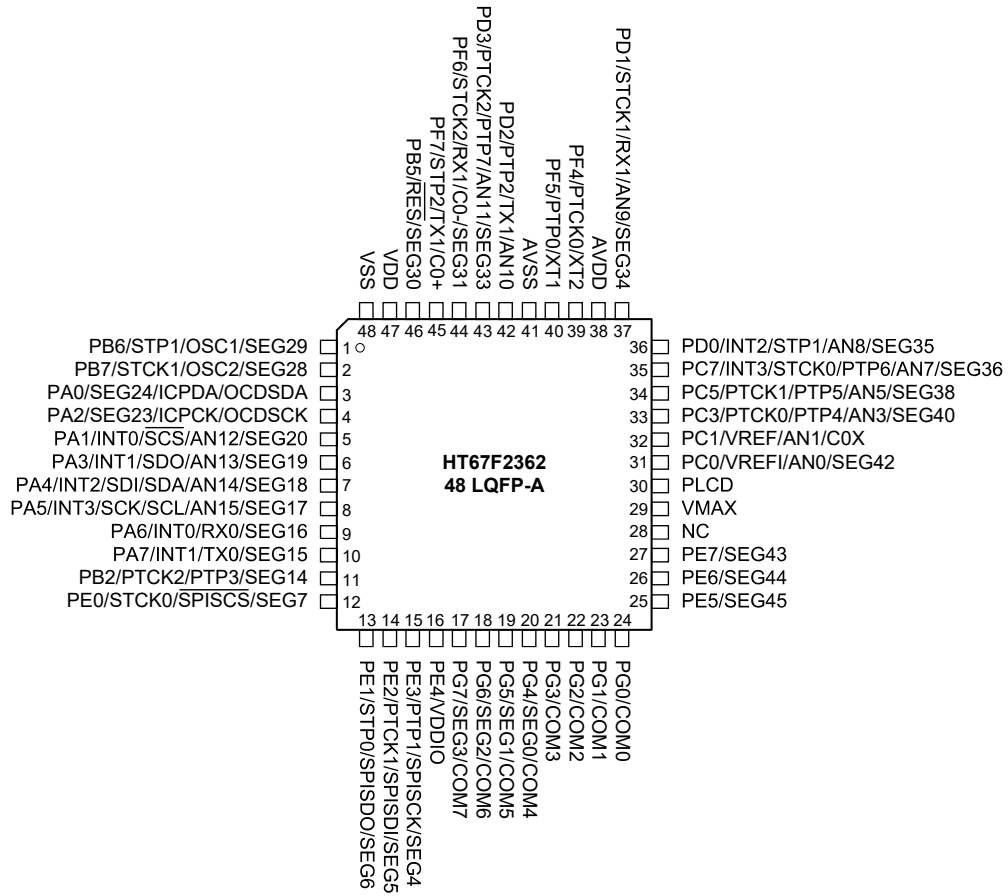 PB6/STP1/OSC1/SEG29
PB7/STCK1/OSC2/SEG28
PA0/SEG24/ICPDA/OCDSDA
PA2/SEG23/ICPCK/OCDSCK
PA1/INT0/SCS/AN12/SEG20
PA3/INT1/SDO/AN13/SEG19
PA4/INT2/SDI/SDA/AN14/SEG18
PA5/INT3/SCK/SCL/AN15/SEG17
PA6/INT0/RX0/SEG16
PA7/INT1/TX0/SEG15
PB2/PTCK2/PTP3/SEG14
PE0/STCK0/SPISCS/SEG7
1
2
3
4
5
6
7
8
9
10
11
12
VSS
VDD
PB5/RES/SEG30
PF7/STP2/TX1/C0+
PF6/STCK2/RX1/C0-/SEG31
PD3/PTCK2/PTP7/AN11/SEG33
PD2/PTP2/TX1/AN10
AVSS
PF5/PTP0/XT1
PF4/PTCK0/XT2
AVDD
PD1/STCK1/RX1/AN9/SEG34
48 47 46 45 44 43 42 41 40 39 38 37
HT67F2362
48 LQFP-A
36
35
34
33
32
31
30
29
28
27
26
25
PD0/INT2/STP1/AN8/SEG35
PC7/INT3/STCK0/PTP6/AN7/SEG36
PC5/PTCK1/PTP5/AN5/SEG38
PC3/PTCK0/PTP4/AN3/SEG40
PC1/VREF/AN1/C0X
PC0/VREFI/AN0/SEG42
PLCD
VMAX
NC
PE7/SEG43
PE6/SEG44
PE5/SEG45
13 14 15 16 17 18 19 20 21 22 23 24
PE1/STP0/SPISDO/SEG6
PE2/PTCK1/SPISDI/SEG5
PE3/PTP1/SPISCK/SEG4
PE4/VDDIO
PG7/SEG3/COM7
PG6/SEG2/COM6
PG5/SEG1/COM5
PG4/SEG0/COM4
PG3/COM3
PG2/COM2
PG1/COM1
PG0/COM0